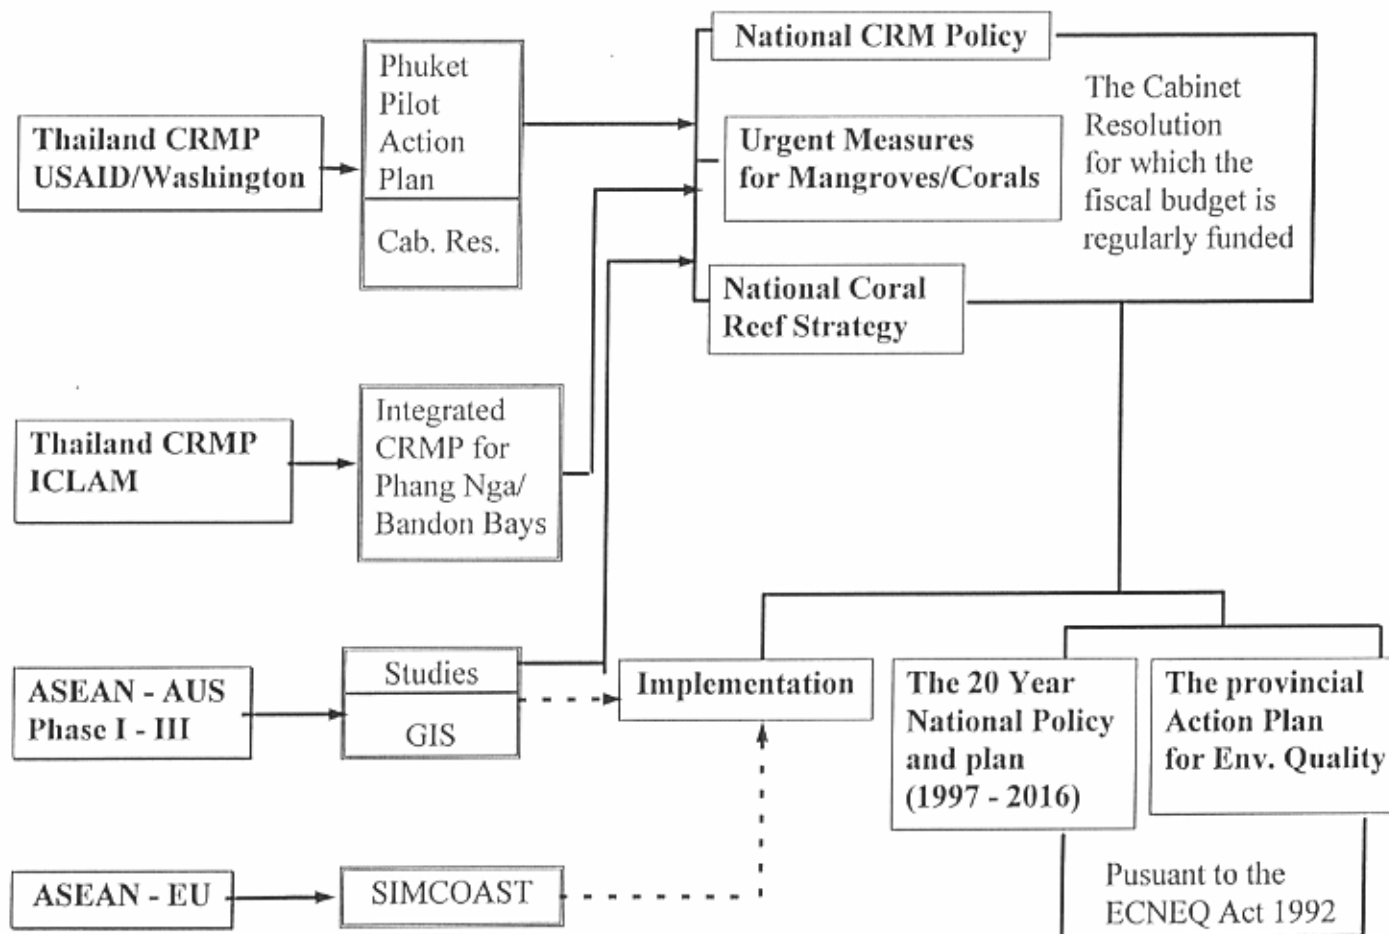 Thailand CRMP
USAID/Washington
Phuket
Pilot
Action
Plan
Cab. Res.
National CRM Policy
Urgent Measures
for Mangroves/Corals
National Coral
Reef Strategy
The Cabinet
Resolution
for which the
fiscal budget is
regularly funded
Thailand CRMP
ICLAM
Integrated
CRMP for
Phang Nga/
Bandon Bays
ASEAN - AUS
Phase I - III
Studies
GIS
Implementation
The 20 Year
National Policy
and plan
(1997 - 2016)
The provincial
Action Plan
for Env. Quality
ASEAN - EU
SIMCOAST
Pusuant to the
ECNEQ Act 1992